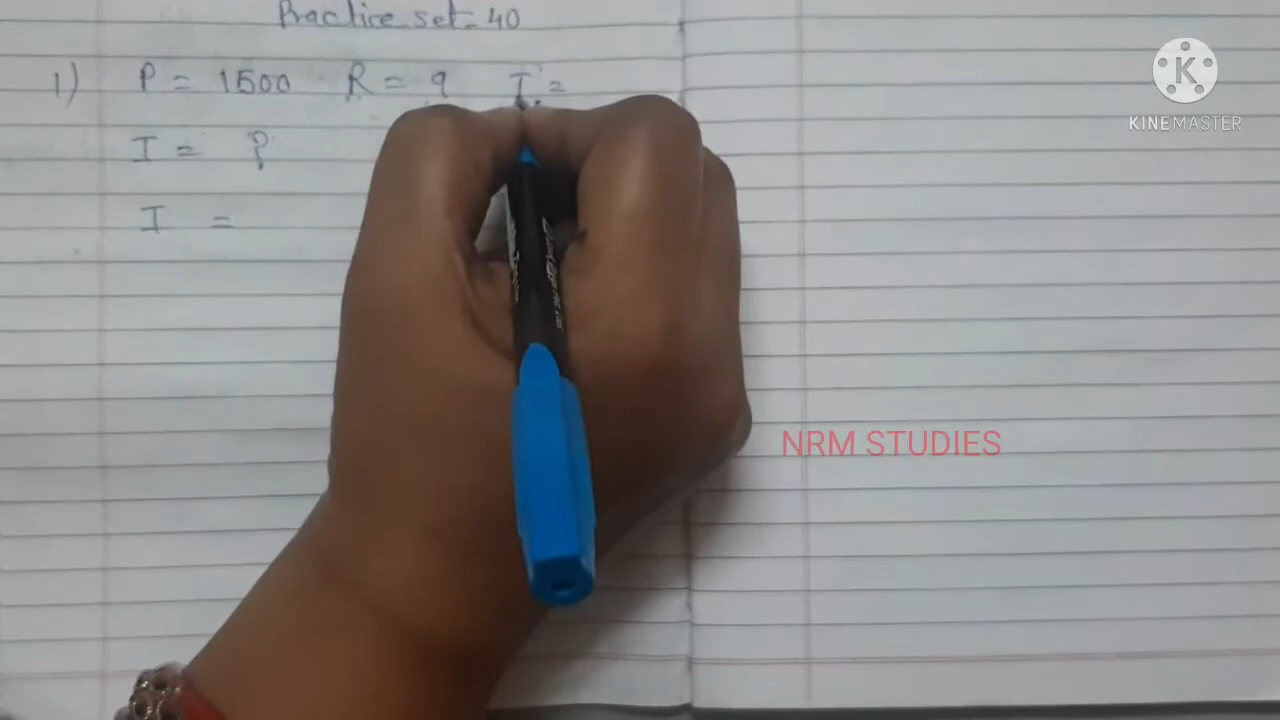 Practice set - 40
1) P = 1500 R = 9 T =
I = ?
I =
KINEMASTER
NRM STUDIES